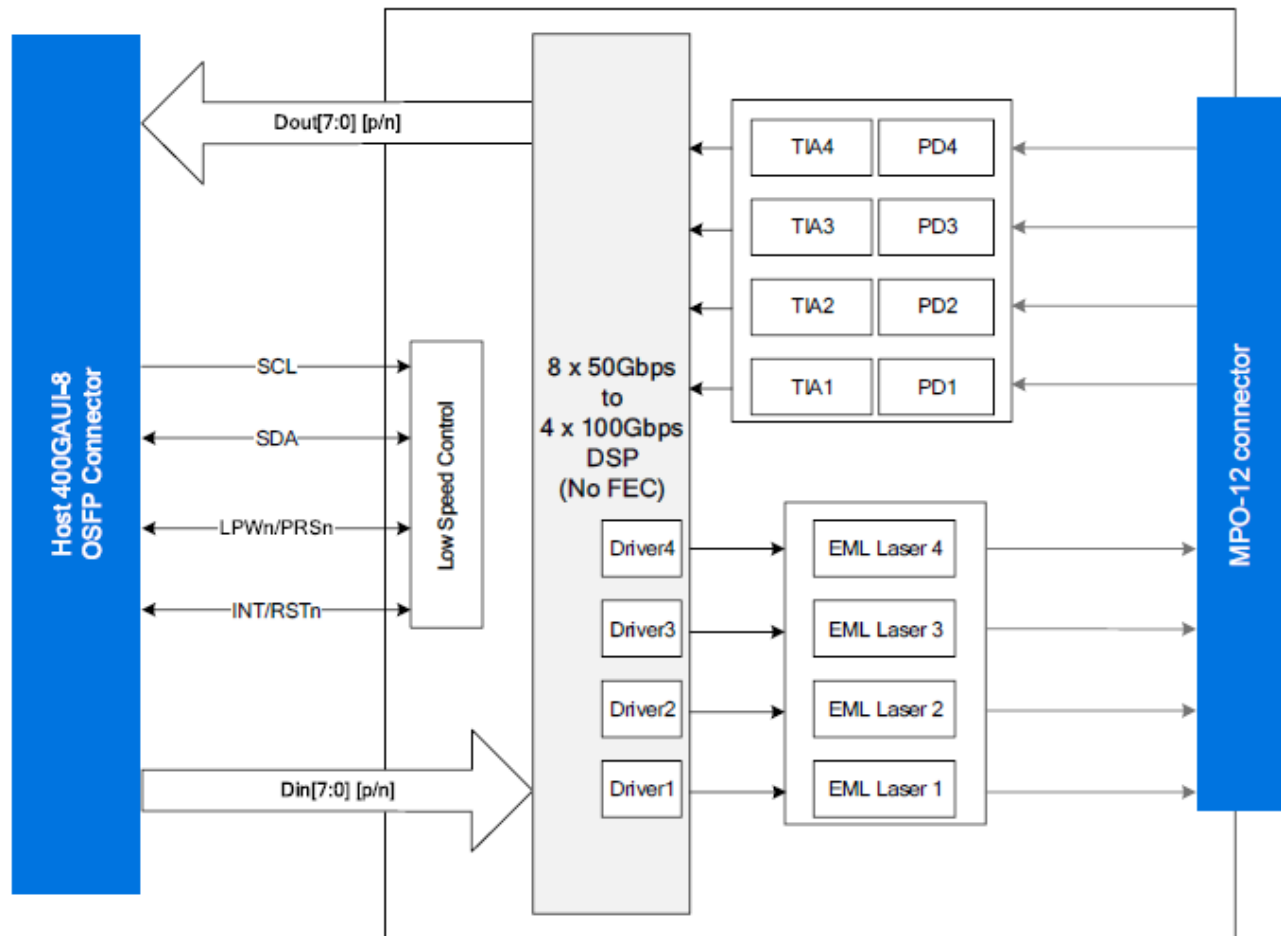 Host 400GAUI-8
OSFP Connector
Dout[7:0] [p/n]
SCL
SDA
LPWn/PRSn
INT/RSTn
Din[7:0] [p/n]
Low Speed Control
8 x 50Gbps
to
4 x 100Gbps
DSP
(No FEC)
Driver4
Driver3
Driver2
Driver1
TIA4 PD4
TIA3 PD3
TIA2 PD2
TIA1 PD1
EML Laser 4
EML Laser 3
EML Laser 2
EML Laser 1
MPO-12 connector